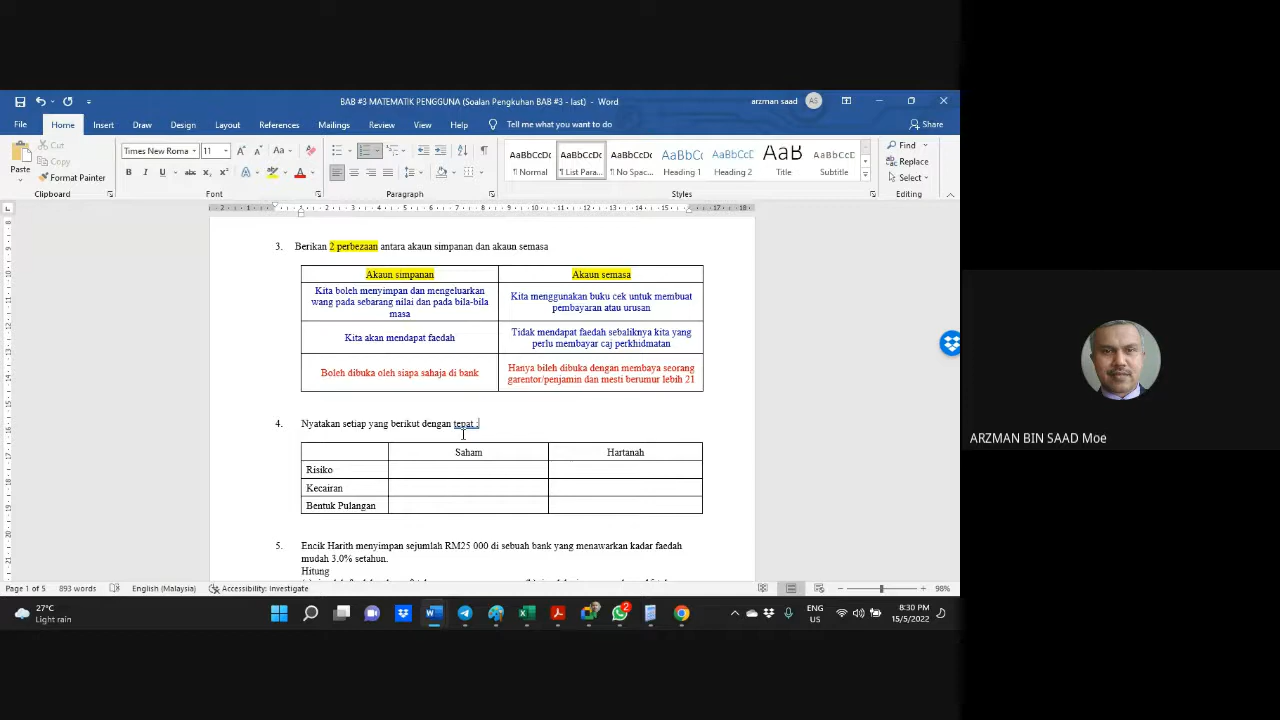 BAB #3 MATEMATIK PENGGUNA (Soalan Pengkuhan BAB #3 - last) - Word
arzman saad
AS
File
Home
Insert
Draw
Design
Layout
References
Mailings
Review
View
Help
Tell me what you want to do
Share
Paste
Cut
Copy
Format Painter
Clipboard
Times New Roma
11
Font
Paragraph
AaBbCcDc
¶ Normal
AaBbCcDc
¶ List Para...
AaBbCcDc
¶ No Spac...
AaBbCc
Heading 1
AaBbCcC
Heading 2
AaB
Title
AaBbCcD
Subtitle
Styles
Find
Replace
Select
Editing
3. Berikan 2 perbezaan antara akaun simpanan dan akaun semasa
Akaun simpanan
Akaun semasa
Kita boleh menyimpan dan mengeluarkan
wang pada sebarang nilai dan pada bila-bila
masa
Kita menggunakan buku cek untuk membuat
pembayaran atau urusan
Kita akan mendapat faedah
Tidak mendapat faedah sebaliknya kita yang
perlu membayar caj perkhidmatan
Boleh dibuka oleh siapa sahaja di bank
Hanya bileh dibuka dengan membaya seorang
garentor/penjamin dan mesti berumur lebih 21
4. Nyatakan setiap yang berikut dengan tepat :
Saham
Hartanah
Risiko
Kecairan
Bentuk Pulangan
5. Encik Harith menyimpan sejumlah RM25 000 di sebuah bank yang menawarkan kadar faedah
mudah 3.0% setahun.
Hitung
Page 1 of 5
893 words
English (Malaysia)
Accessibility: Investigate
98%
27°C
Light rain
2
ENG
US
8:30 PM
15/5/2022
ARZMAN BIN SAAD Moe